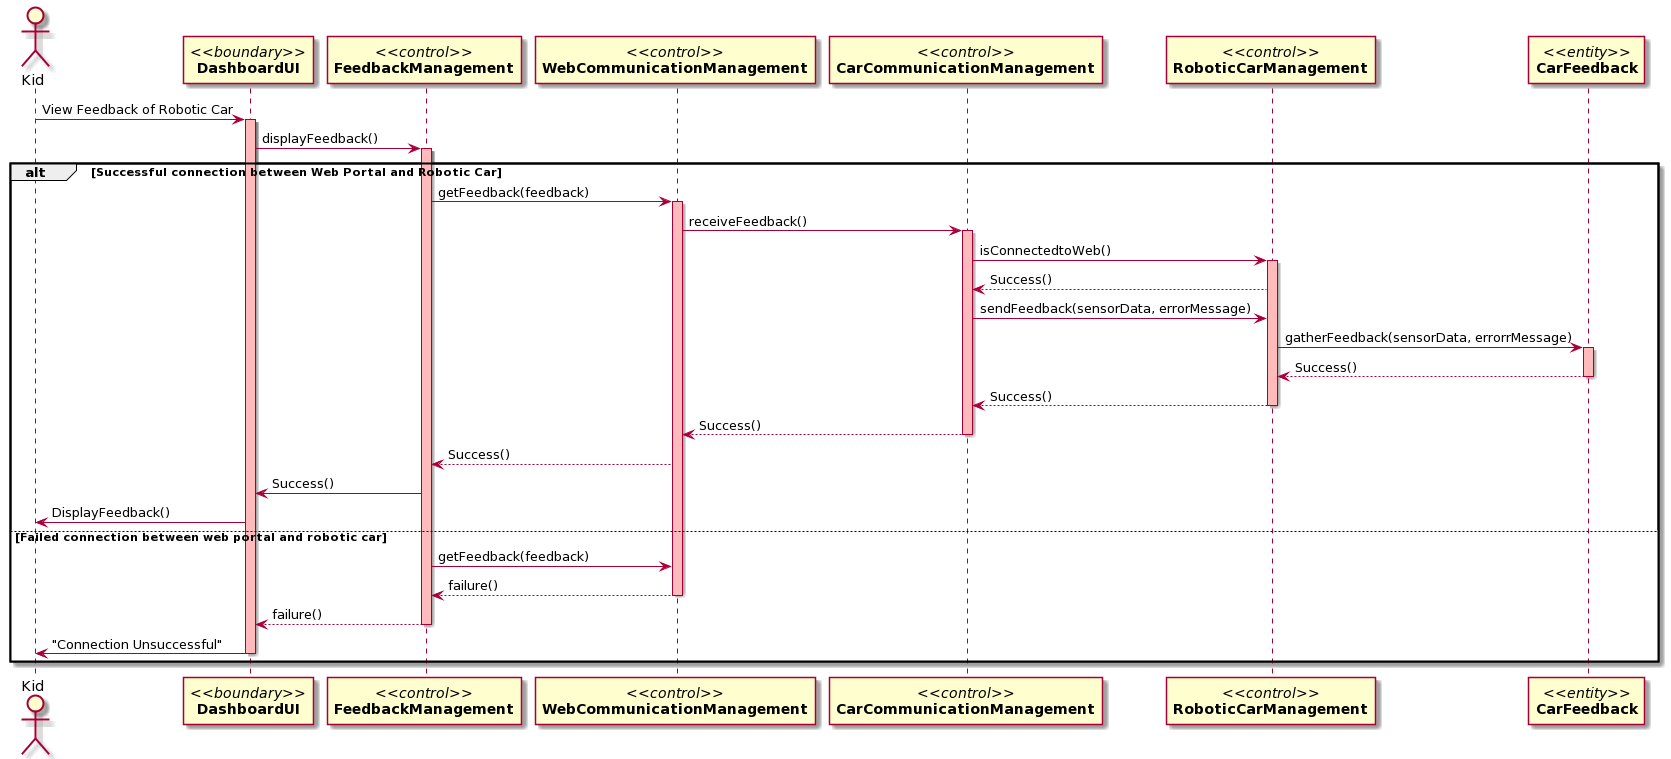 Kid
<<boundary>>
DashboardUI
<<control>>
FeedbackManagement
<<control>>
WebCommunicationManagement
<<control>>
CarCommunicationManagement
<<control>>
RoboticCarManagement
<<entity>>
CarFeedback
View Feedback of Robotic Car
displayFeedback()
alt [Successful connection between Web Portal and Robotic Car]
getFeedback(feedback)
receiveFeedback()
isConnectedtoWeb()
Success()
sendFeedback(sensorData, errorMessage)
gatherFeedback(sensorData, errorrMessage)
Success()
Success()
Success()
Success()
Success()
DisplayFeedback()
[Failed connection between web portal and robotic car]
getFeedback(feedback)
failure()
failure()
"Connection Unsuccessful"
Kid
<<boundary>>
DashboardUI
<<control>>
FeedbackManagement
<<control>>
WebCommunicationManagement
<<control>>
CarCommunicationManagement
<<control>>
RoboticCarManagement
<<entity>>
CarFeedback